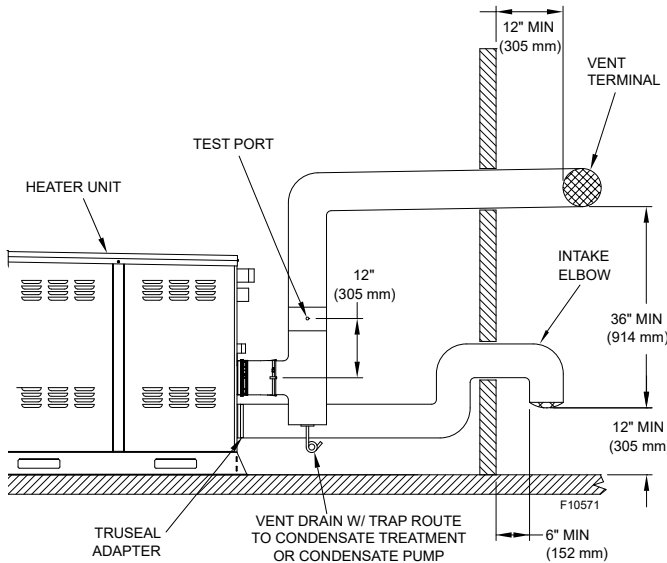 12" MIN
(305 mm)
VENT
TERMINAL
TEST PORT
HEATER UNIT
12"
(305 mm)
INTAKE
ELBOW
36" MIN
(914 mm)
12" MIN
(305 mm)
F10571
TRUSEAL
ADAPTER
VENT DRAIN W/ TRAP ROUTE
TO CONDENSATE TREATMENT
OR CONDENSATE PUMP
6" MIN
(152 mm)